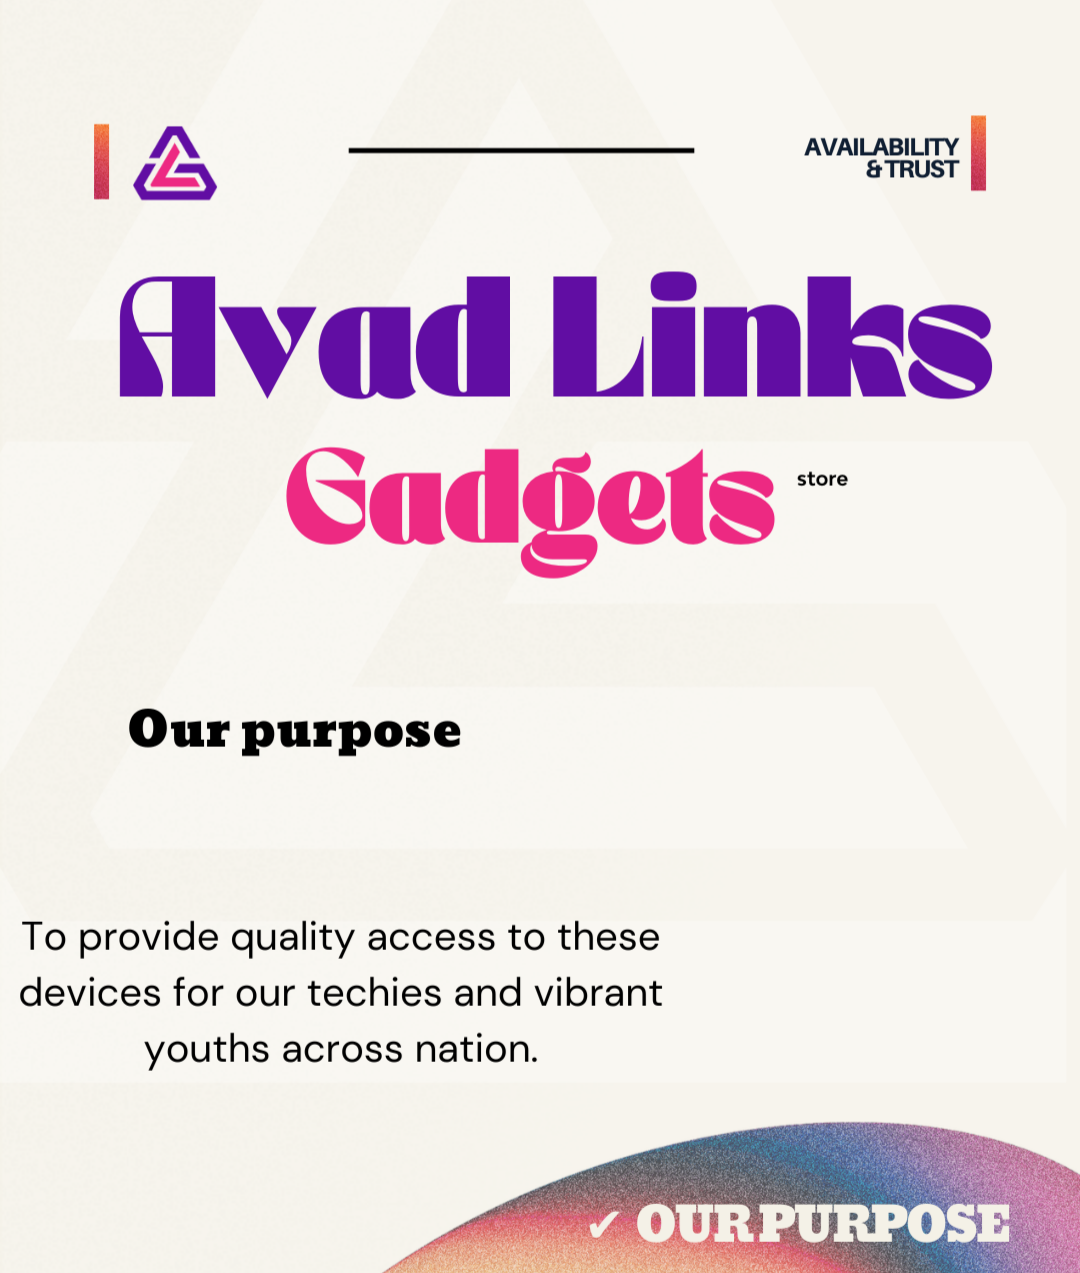 AVAILABILITY
& TRUST
Avad Links
Gadgets store
Our purpose
To provide quality access to these
devices for our techies and vibrant
youths across nation.
✔ OUR PURPOSE